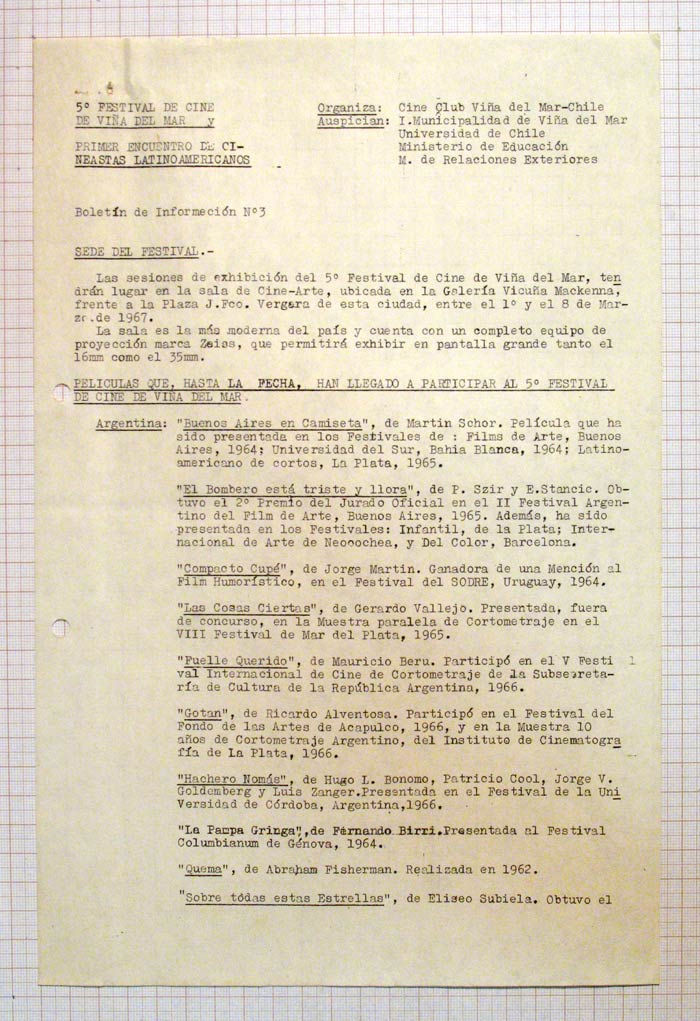 5º FESTIVAL DE CINE
DE VIÑA DEL MAR y
PRIMER ENCUENTRO DE CI-
NEASTAS LATINOAMERICANOS
Organiza: Cine Club Viña del Mar-Chile
Auspician: I.Municipalidad de Viña del Mar
Universidad de Chile
Ministerio de Educación
M. de Relaciones Exteriores
Boletín de Informeción Nº3
SEDE DEL FESTIVAL.-
Las sesiones de exhibición del 5º Festival de Cine de Viña del Mar, ten
drán lugar en la sala de Cine-Arte, ubicada en la Galería Vicuña Mackenna,
frente a la Plaza J.Fco. Vergara de esta ciudad, entre el 1º y el 8 de Mar-
zo.de 1967.
La sala es la más moderna del país y cuenta con un completo equipo de
proyección marca Zeiss, que permitirá exhibir en pantalla grande tanto el
16mm como el 35mm.
PELICULAS QUE, HASTA LA FECHA, HAN LLEGADO A PARTICIPAR AL 5º FESTIVAL
DE CINE DE VIÑA DEL MAR.
Argentina: "Buenos Aires en Camiseta", de Martín Schor. Película que ha
sido presentada en los Festivales de : Films de Arte, Buenos
Aires, 1964; Universidad del Sur, Bahia Blanca, 1964; Latino-
americano de cortos, La Plata, 1965.
"El Bombero está triste y llora", de P. Szir y E.Stancic. Ob-
tuvo el 2º Premio del Jurado Oficial en el II Festival Argen-
tino del Film de Arte, Buenos Aires, 1965. Además, ha sido
presentada en los Festivales: Infantil, de la Plata; Inter-
nacional de Arte de Neocochea, y Del Color, Barcelona.
"Compacto Cupé", de Jorge Martin. Ganadora de una Mención al
Film Humorístico, en el Festival del SODRE, Uruguay, 1964.
"Las Cosas Ciertas", de Gerardo Vallejo. Presentada, fuera
de concurso, en la Muestra paralela de Cortometraje en el
VIII Festival de Mar del Plata, 1965.
"Fuelle Querido", de Mauricio Beru. Participó en el V Festi
val Internacional de Cine de Cortometraje de la Subsecreta-
ría de Cultura de la República Argentina, 1966.
"Gotan", de Ricardo Alventosa. Participó en el Festival del
Fondo de las Artes de Acapulco, 1966, y en la Muestra 10
años de Cortometraje Argentino, del Instituto de Cinematogra
fía de La Plata, 1966.
"Hachero Nomás", de Hugo L. Bonomo, Patricio Cool, Jorge V.
Goldemberg y Luis Zanger.Presentada en el Festival de la Uni
Versidad de Córdoba, Argentina,1966.
"La Pampa Gringa",de Férnando Birri.Presentada al Festival
Columbianum de Génova, 1964.
"Quema", de Abraham Fisherman. Realizada en 1962.
"Sobre tódas estas Estrellas", de Eliseo Subiela. Obtuvo el